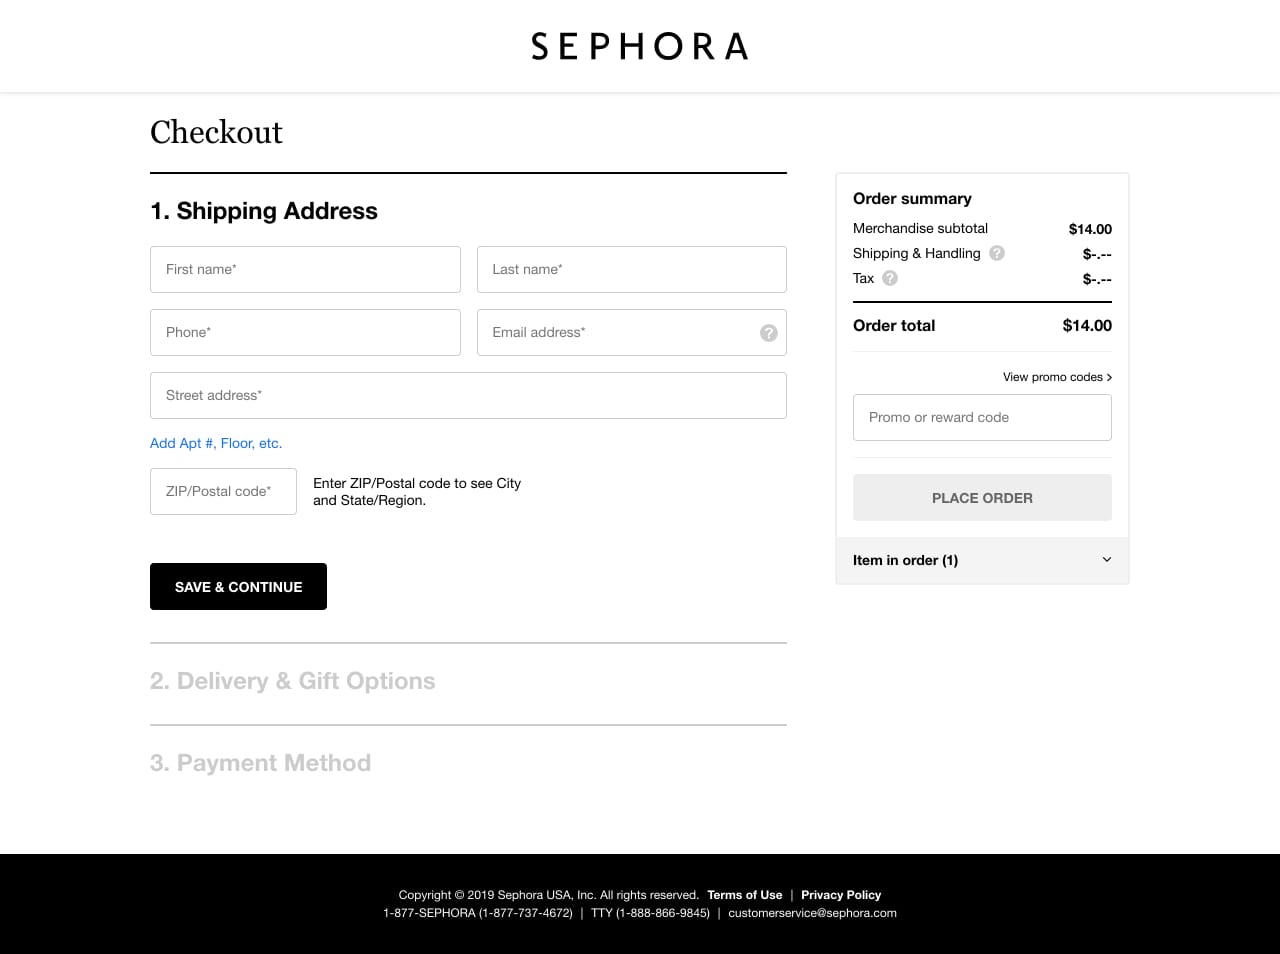 SEPHORA
Checkout
1. Shipping Address
First name*
Last name*
Phone*
Email address*
?
Street address*
Add Apt #, Floor, etc.
ZIP/Postal code*
Enter ZIP/Postal code to see City
and State/Region.
SAVE & CONTINUE
2. Delivery & Gift Options
3. Payment Method
Order summary
Merchandise subtotal $14.00
Shipping & Handling ? $-.--
Tax ? $-.--
Order total $14.00
View promo codes >
Promo or reward code
PLACE ORDER
Item in order (1)
Copyright © 2019 Sephora USA, Inc. All rights reserved. Terms of Use | Privacy Policy
1-877-SEPHORA (1-877-737-4672) | TTY (1-888-866-9845) | customerservice@sephora.com